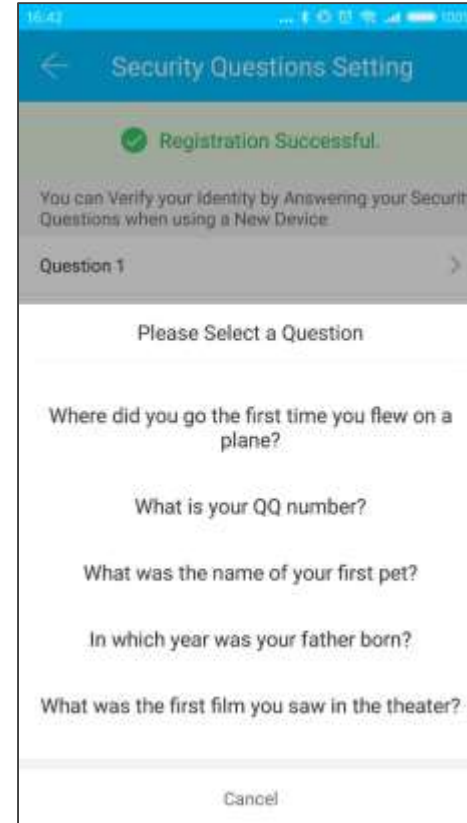 16:42
... 100%
Security Questions Setting
Registration Successful.
You can Verify your Identity by Answering your Securit
Questions when using a New Device
Question 1
Please Select a Question
Where did you go the first time you flew on a
plane?
What is your QQ number?
What was the name of your first pet?
In which year was your father born?
What was the first film you saw in the theater?
Cancel